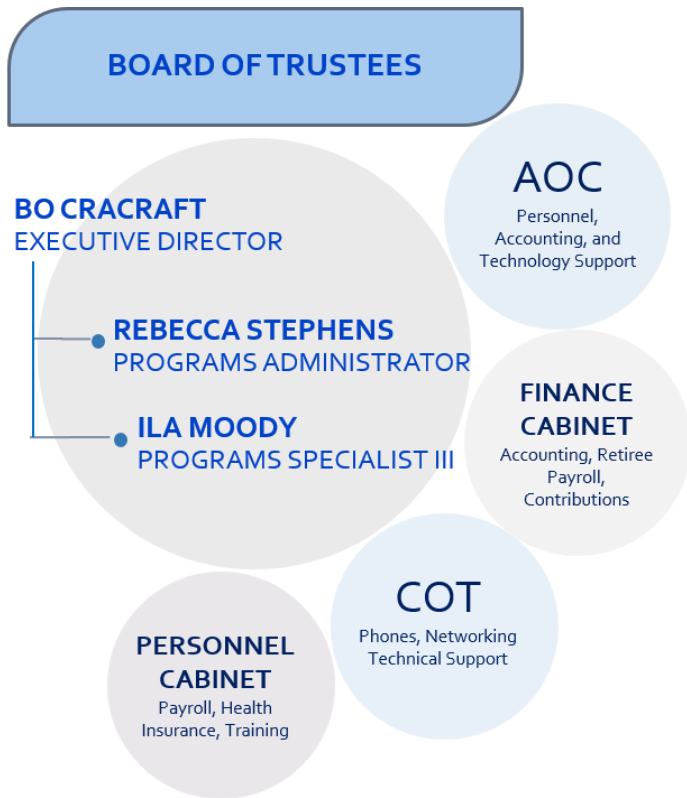 BOARD OF TRUSTEES
BO CRACRAFT
EXECUTIVE DIRECTOR
REBECCA STEPHENS
PROGRAMS ADMINISTRATOR
ILA MOODY
PROGRAMS SPECIALIST III
AOC
Personnel,
Accounting, and
Technology Support
FINANCE
CABINET
Accounting, Retiree
Payroll,
Contributions
COT
Phones, Networking
Technical Support
PERSONNEL
CABINET
Payroll, Health
Insurance, Training